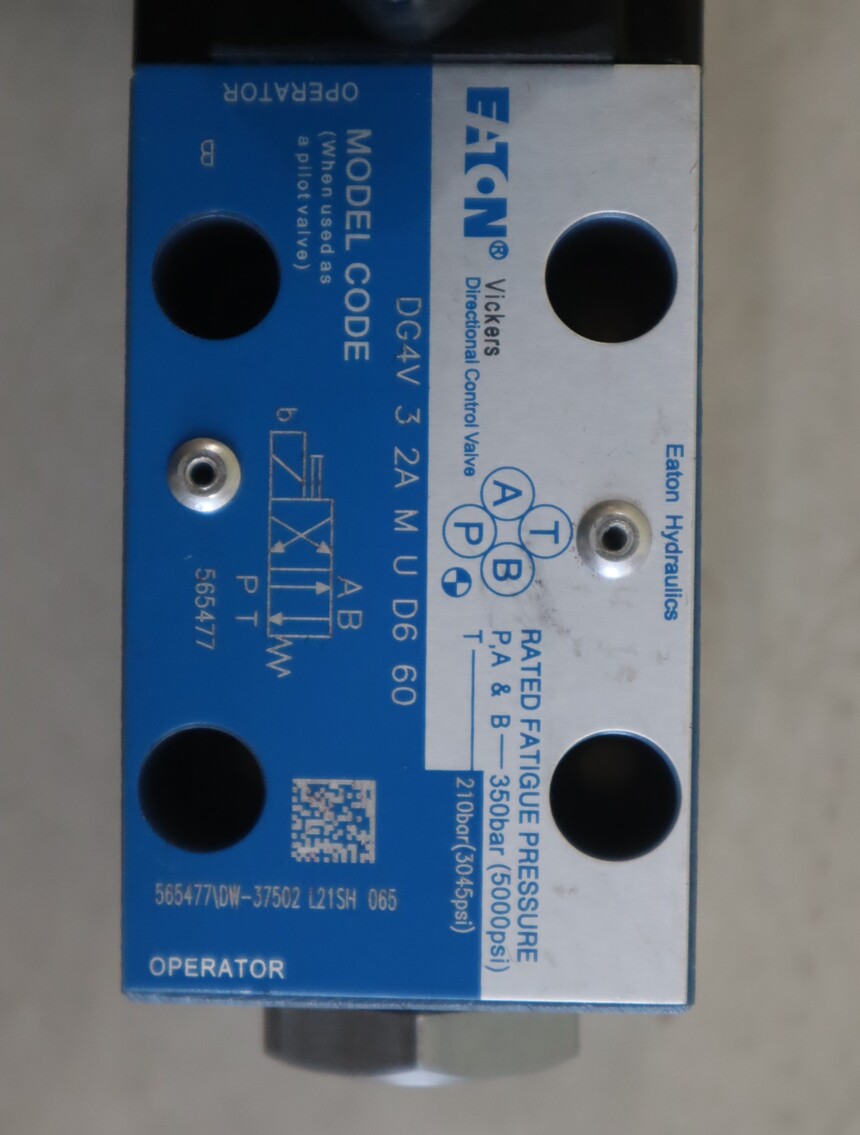 EATON®
Vickers
Directional Control Valve
Eaton Hydraulics
A
T
P
B
RATED FATIGUE PRESSURE
P,A & B—350bar (5000psi)
T—210bar(3045psi)
OPERATOR
B
MODEL CODE
(When used as
a pilot valve)
DG4V 3 2A M U D6 60
b
A B
P T
565477
565477\DW-37502 L21SH 065
OPERATOR